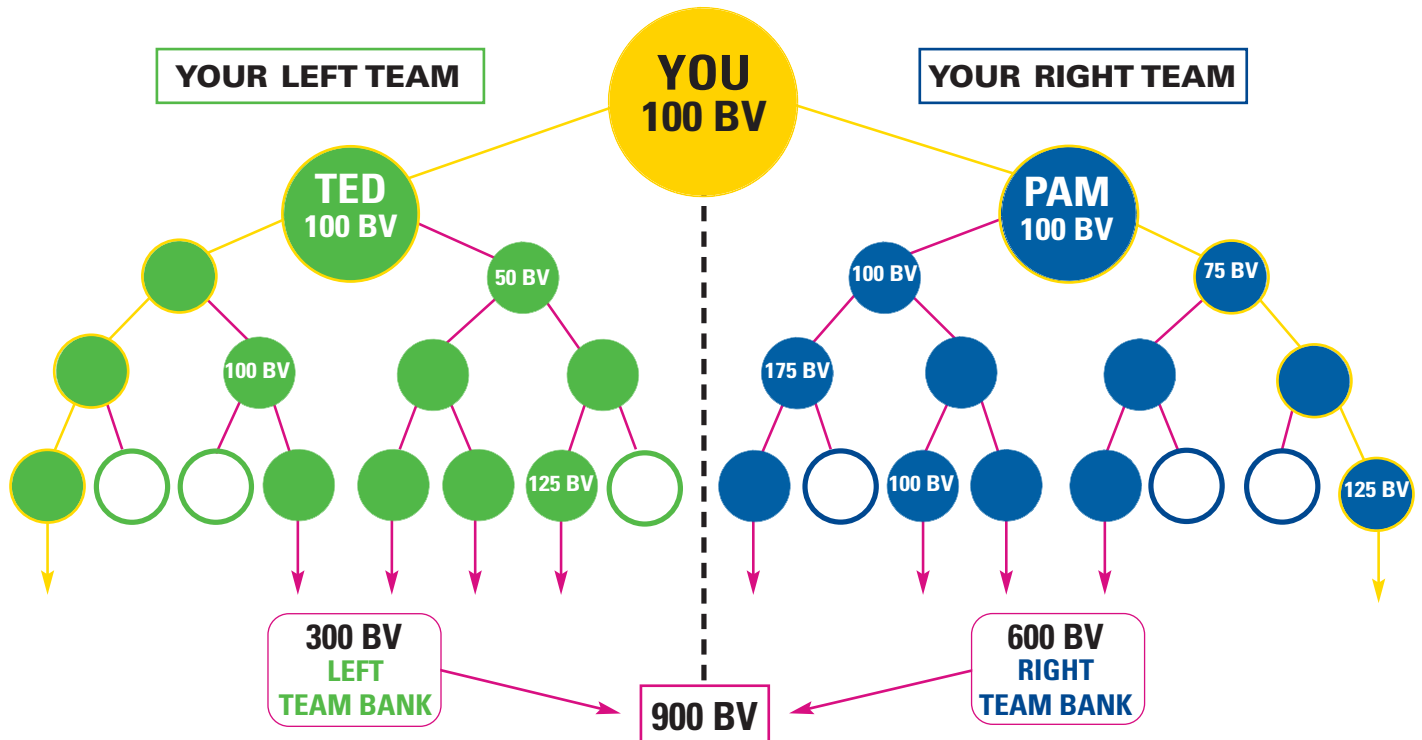 YOUR LEFT TEAM
YOU
100 BV
YOUR RIGHT TEAM
TED
100 BV
PAM
100 BV
50 BV
100 BV
75 BV
100 BV
175 BV
125 BV
100 BV
125 BV
300 BV
LEFT
TEAM BANK
600 BV
RIGHT
TEAM BANK
900 BV